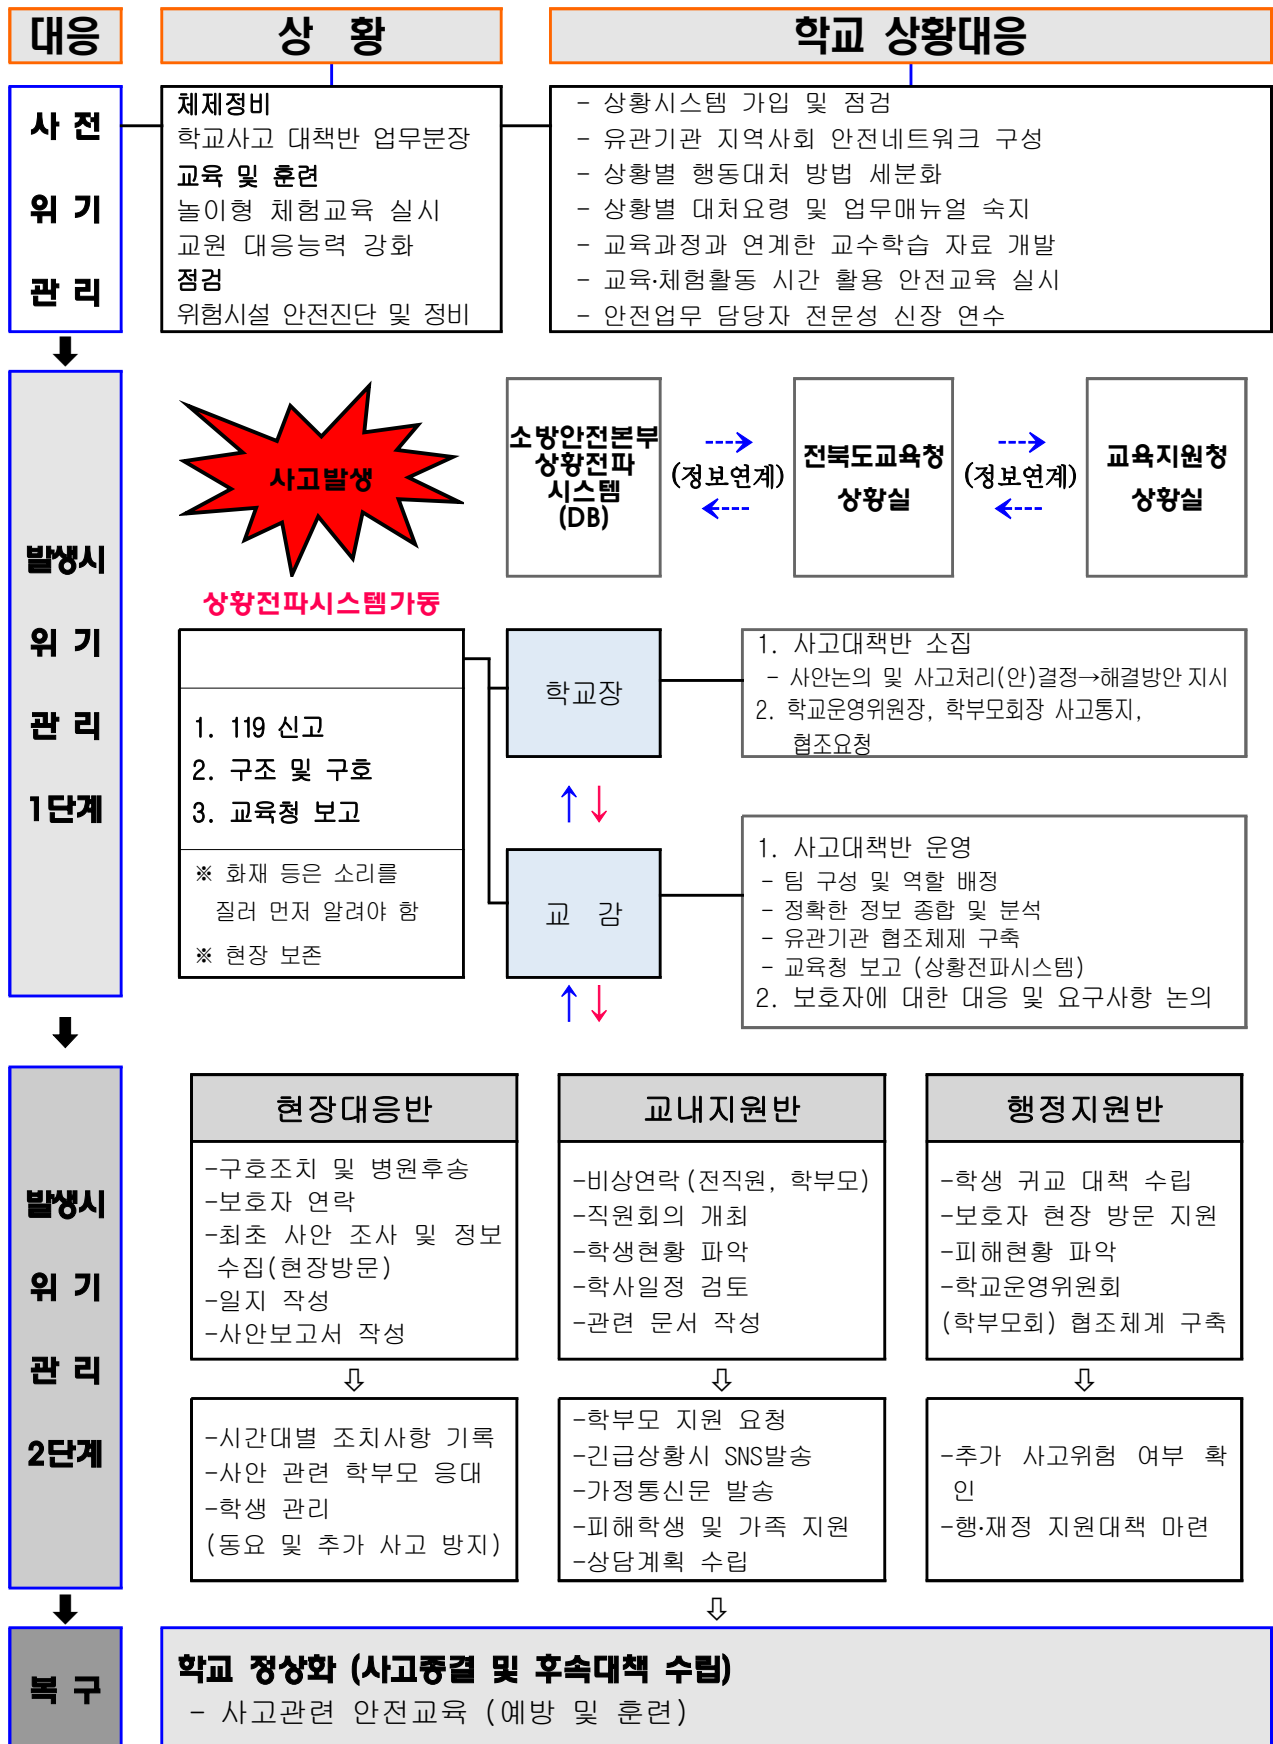 대응
상 황
학교 상황대응
사 전
위 기
관 리
체제정비
학교사고 대책반 업무분장
교육 및 훈련
놀이형 체험교육 실시
교원 대응능력 강화
점검
위험시설 안전진단 및 정비
- 상황시스템 가입 및 점검
- 유관기관 지역사회 안전네트워크 구성
- 상황별 행동대처 방법 세분화
- 상황별 대처요령 및 업무매뉴얼 숙지
- 교육과정과 연계한 교수학습 자료 개발
- 교육·체험활동 시간 활용 안전교육 실시
- 안전업무 담당자 전문성 신장 연수
발생시
위 기
관 리
1단계
사고발생
상황전파시스템가동
소방안전본부
상황전파
시스템
(DB)
(정보연계)
전북도교육청
상황실
(정보연계)
교육지원청
상황실
1. 119 신고
2. 구조 및 구호
3. 교육청 보고
※ 화재 등은 소리를
질러 먼저 알려야 함
※ 현장 보존
학교장
1. 사고대책반 소집
- 사안논의 및 사고처리(안)결정→해결방안 지시
2. 학교운영위원장, 학부모회장 사고통지,
협조요청
교 감
1. 사고대책반 운영
- 팀 구성 및 역할 배정
- 정확한 정보 종합 및 분석
- 유관기관 협조체제 구축
- 교육청 보고 (상황전파시스템)
2. 보호자에 대한 대응 및 요구사항 논의
발생시
위 기
관 리
2단계
현장대응반
-구호조치 및 병원후송
-보호자 연락
-최초 사안 조사 및 정보
수집(현장방문)
-일지 작성
-사안보고서 작성
⇩
-시간대별 조치사항 기록
-사안 관련 학부모 응대
-학생 관리
(동요 및 추가 사고 방지)
교내지원반
-비상연락(전직원, 학부모)
-직원회의 개최
-학생현황 파악
-학사일정 검토
-관련 문서 작성
⇩
-학부모 지원 요청
-긴급상황시 SNS발송
-가정통신문 발송
-피해학생 및 가족 지원
-상담계획 수립
행정지원반
-학생 귀교 대책 수립
-보호자 현장 방문 지원
-피해현황 파악
-학교운영위원회
(학부모회) 협조체계 구축
⇩
-추가 사고위험 여부 확
인
-행·재정 지원대책 마련
⇩
복 구
학교 정상화 (사고종결 및 후속대책 수립)
- 사고관련 안전교육 (예방 및 훈련)